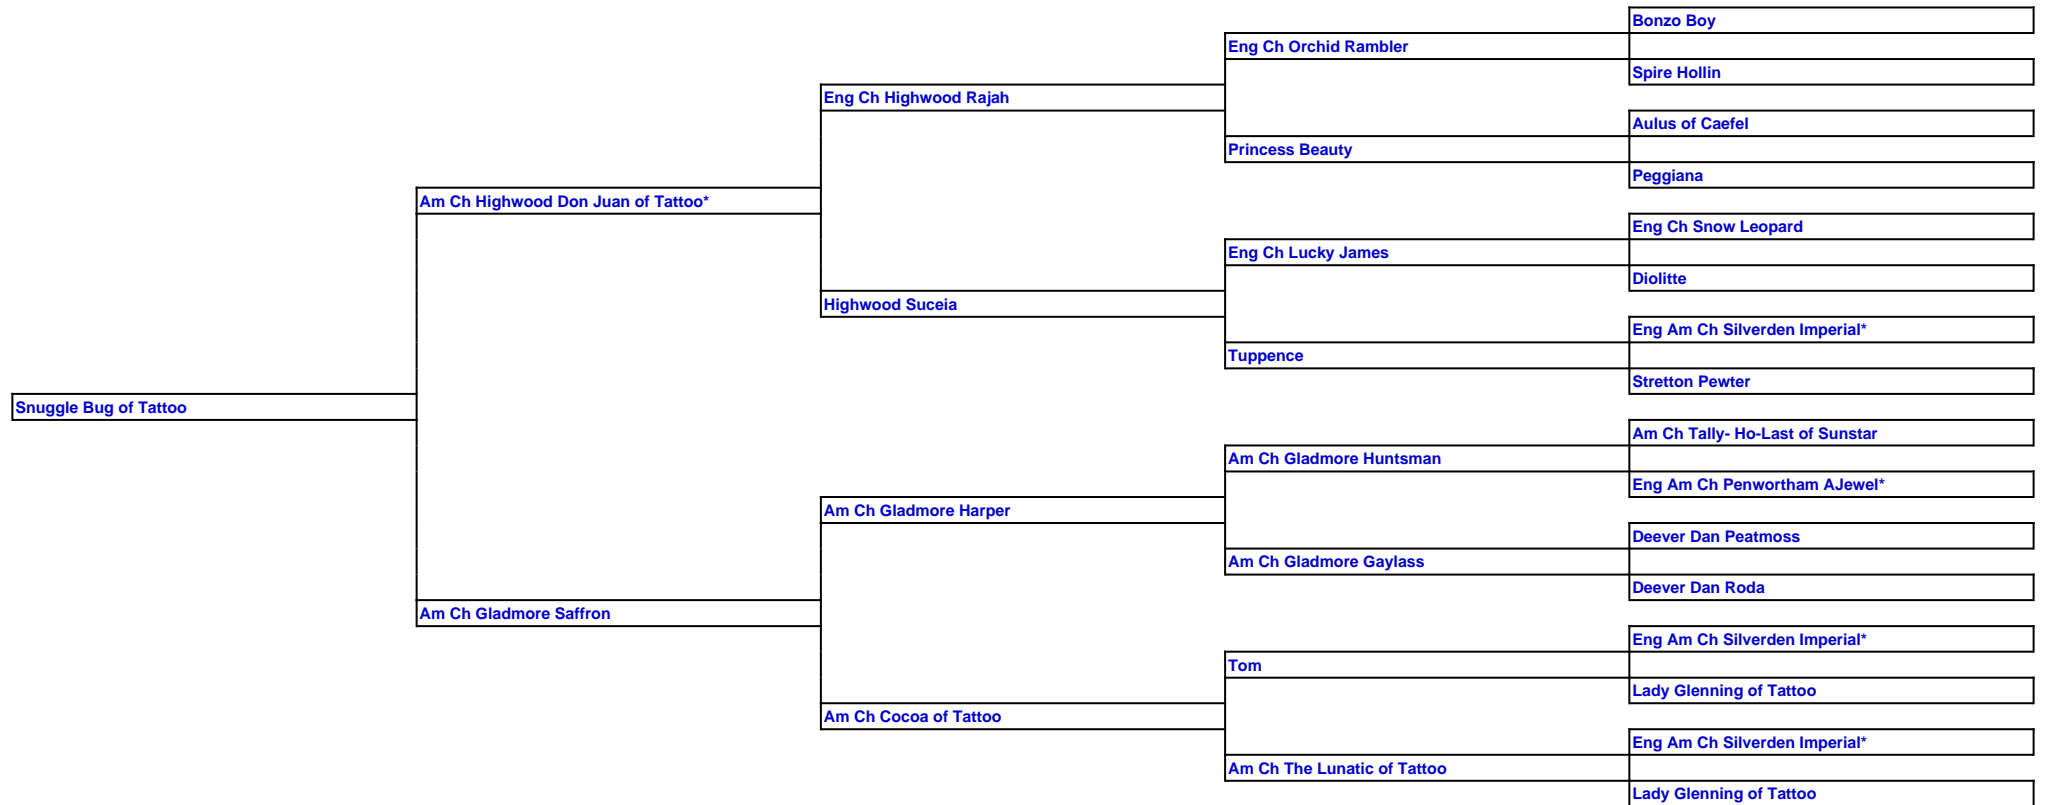 Bonzo Boy
Eng Ch Orchid Rambler
Spire Hollin
Eng Ch Highwood Rajah
Aulus of Caefel
Princess Beauty
Peggiana
Am Ch Highwood Don Juan of Tattoo*
Eng Ch Snow Leopard
Eng Ch Lucky James
Diolitte
Highwood Suceia
Eng Am Ch Silverden Imperial*
Tuppence
Stretton Pewter
Snuggle Bug of Tattoo
Am Ch Tally- Ho-Last of Sunstar
Am Ch Gladmore Huntsman
Eng Am Ch Penwortham AJewel*
Am Ch Gladmore Harper
Deever Dan Peatmoss
Am Ch Gladmore Gaylass
Deever Dan Roda
Am Ch Gladmore Saffron
Eng Am Ch Silverden Imperial*
Tom
Lady Glenning of Tattoo
Am Ch Cocoa of Tattoo
Eng Am Ch Silverden Imperial*
Am Ch The Lunatic of Tattoo
Lady Glenning of Tattoo